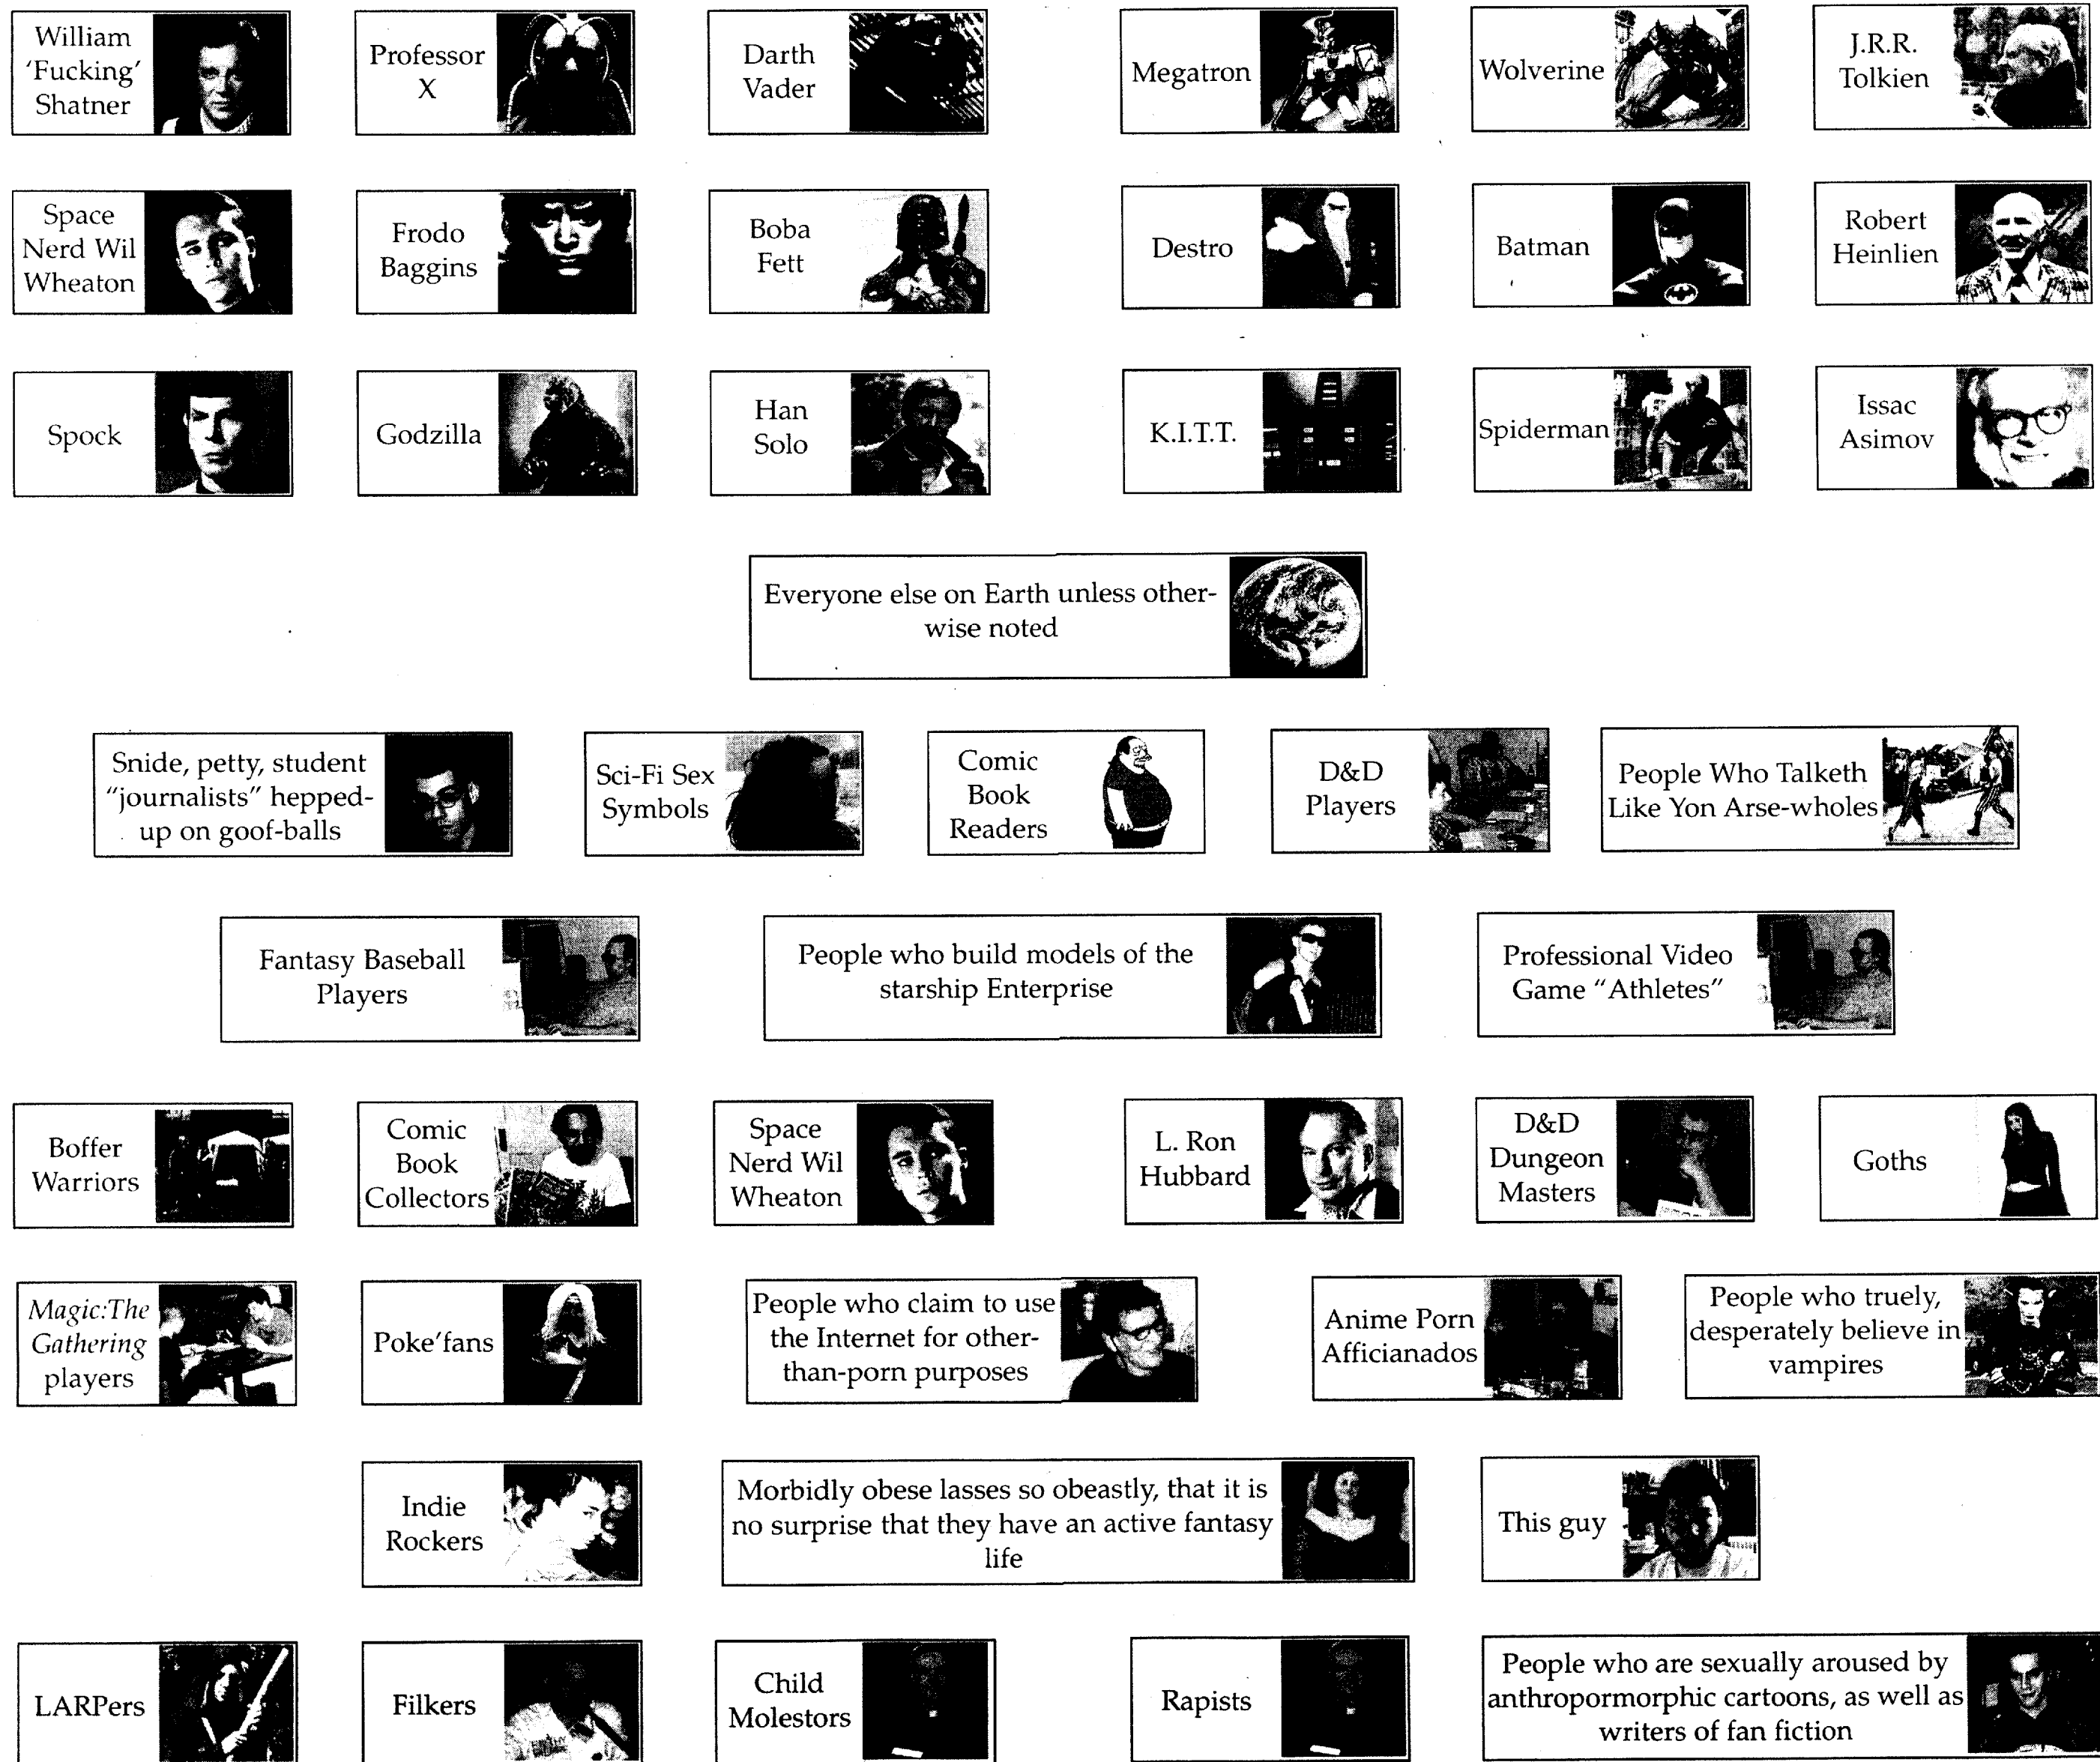 William
'Fucking'
Shatner
Professor
X
Darth
Vader
Megatron
Wolverine
J.R.R.
Tolkien
Space
Nerd Wil
Wheaton
Frodo
Baggins
Boba
Fett
Destro
Batman
Robert
Heinlien
Spock
Godzilla
Han
Solo
K.I.T.T.
Spiderman
Issac
Asimov
Everyone else on Earth unless other-
wise noted
Snide, petty, student
"journalists" hepped-
up on goof-balls
Sci-Fi Sex
Symbols
Comic
Book
Readers
D&D
Players
People Who Talketh
Like Yon Arse-wholes
Fantasy Baseball
Players
People who build models of the
starship Enterprise
Professional Video
Game "Athletes"
Boffer
Warriors
Comic
Book
Collectors
Space
Nerd Wil
Wheaton
L. Ron
Hubbard
D&D
Dungeon
Masters
Goths
Magic:The
Gathering
players
Poke'fans
People who claim to use
the Internet for other-
than-porn purposes
Anime Porn
Afficianados
People who truely,
desperately believe in
vampires
Indie
Rockers
Morbidly obese lasses so obeastly, that it is
no surprise that they have an active fantasy
life
This guy
LARPers
Filkers
Child
Molestors
Rapists
People who are sexually aroused by
anthropormorphic cartoons, as well as
writers of fan fiction